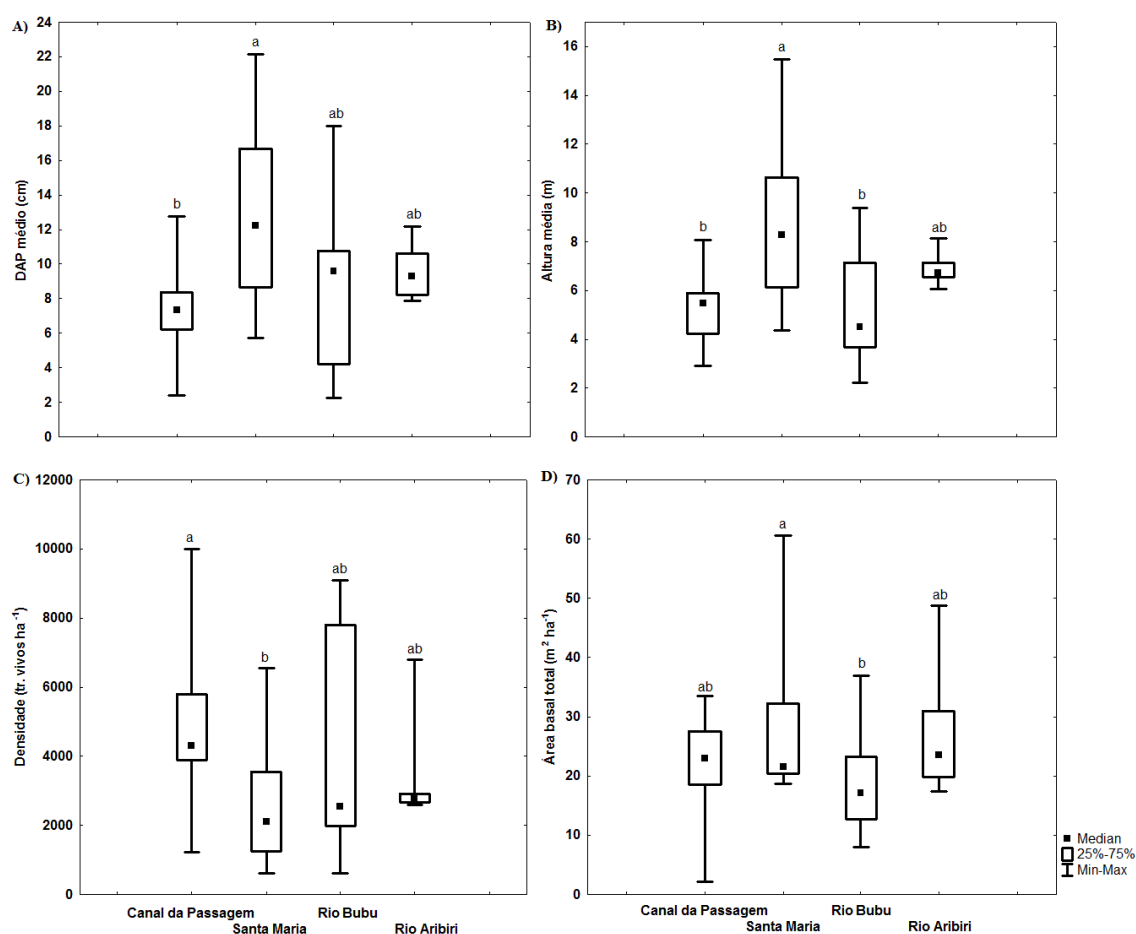 A)
24
22
20
18
16
14
12
10
8
6
4
2
0
DAP médio (cm)
b
a
ab
ab
B)
16
14
12
10
8
6
4
2
0
Altura média (m)
b
a
b
ab
C)
12000
10000
8000
6000
4000
2000
0
Densidade (tr. vivos ha -1)
a
b
ab
ab
Canal da Passagem
Santa Maria
Rio Bubu
Rio Aribiri
D)
70
60
50
40
30
20
10
0
Área basal total (m 2 ha -1)
ab
a
b
ab
Canal da Passagem
Santa Maria
Rio Bubu
Rio Aribiri
Median
25%-75%
Min-Max